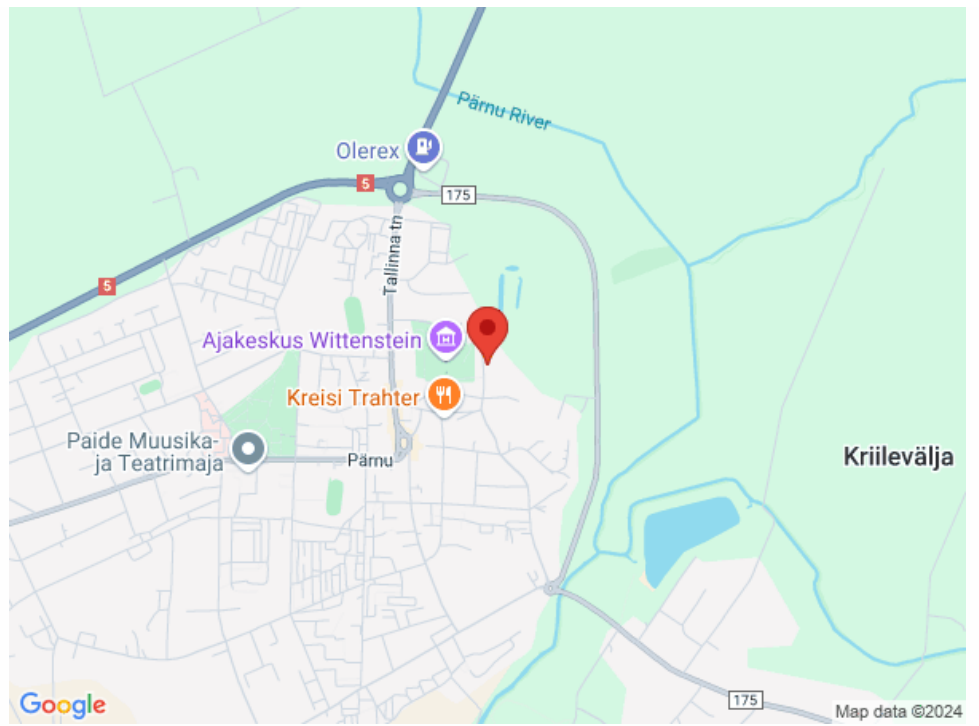 Pärnu River
Olerex
5
175
5
Tallinna tn
Ajakeskus Wittenstein
Kreisi Trahter
Paide Muusika-
ja Teatrimaja
Pärnu
Kriilevälja
175
Google
Map data ©2024